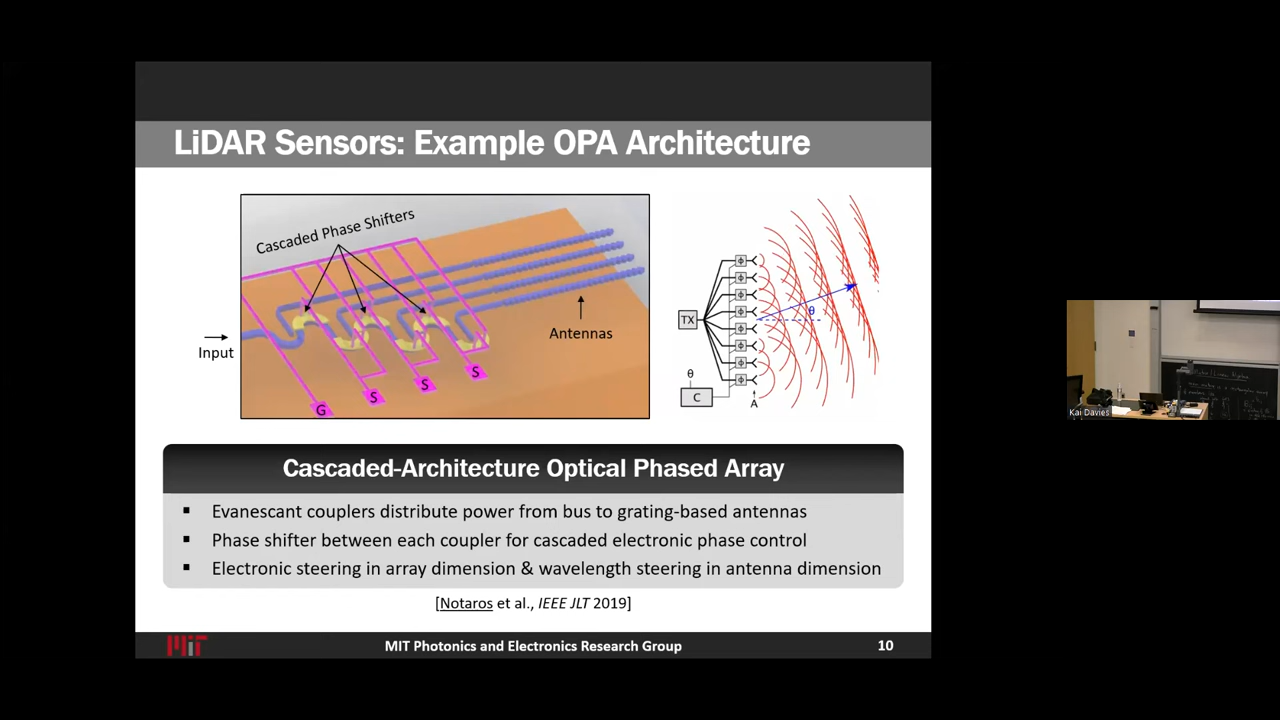 LiDAR Sensors: Example OPA Architecture
Cascaded Phase Shifters
Input
Antennas
G
S
S
S
TX
Φ
Φ
Φ
Φ
Φ
Φ
Φ
Φ
θ
θ
C
A
Cascaded-Architecture Optical Phased Array
▪ Evanescant couplers distribute power from bus to grating-based antennas
▪ Phase shifter between each coupler for cascaded electronic phase control
▪ Electronic steering in array dimension & wavelength steering in antenna dimension
[Notaros et al., IEEE JLT 2019]
MIT
MIT Photonics and Electronics Research Group
10
Kai Davies